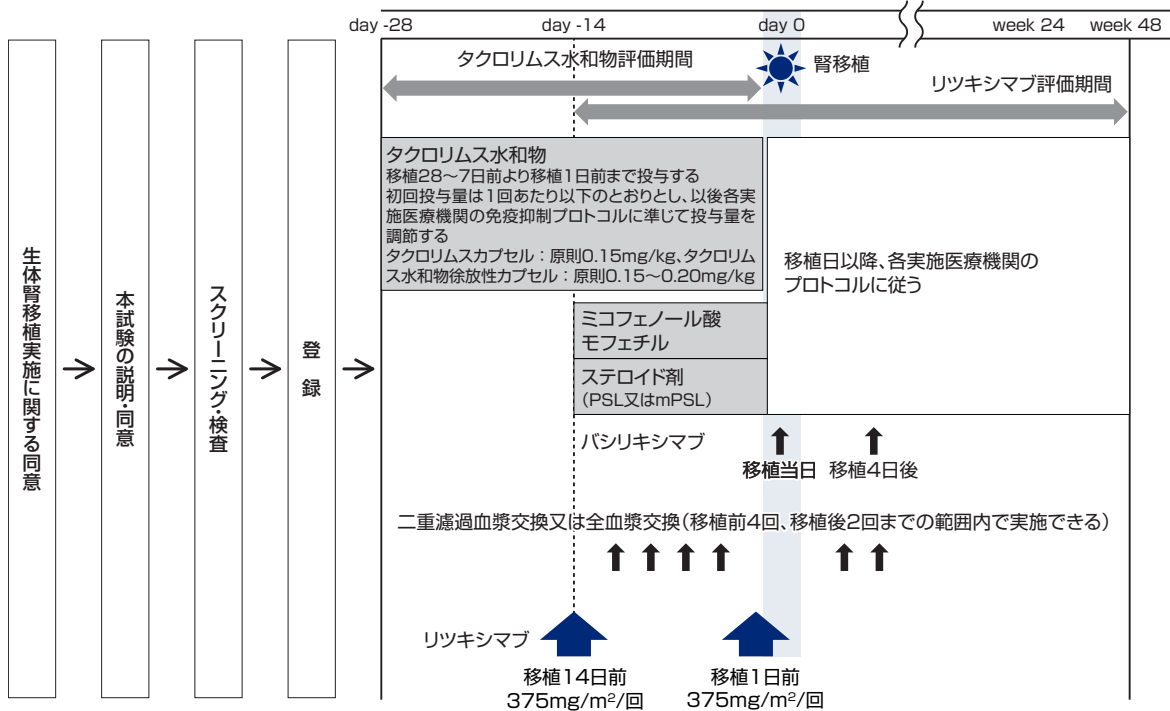 day -28
day -14
day 0
week 24
week 48
生体腎移植実施に関する同意
本試験の説明・同意
スクリーニング・検査
登録
タクロリムス水和物評価期間
腎移植
リツキシマブ評価期間
タクロリムス水和物
移植28～7日前より移植1日前まで投与する
初回投与量は1回あたり以下のとおりとし、以後各実
施医療機関の免疫抑制プロトコルに準じて投与量を
調節する
タクロリムスカプセル：原則0.15mg/kg、タクロリム
ス水和物徐放性カプセル：原則0.15～0.20mg/kg
移植日以降、各実施医療機関の
プロトコルに従う
ミコフェノール酸
モフェチル
ステロイド剤
（PSL又はmPSL）
バシリキシマブ
移植当日
移植4日後
二重濾過血漿交換又は全血漿交換（移植前4回、移植後2回までの範囲内で実施できる）
リツキシマブ
移植14日前
375mg/m²/回
移植1日前
375mg/m²/回